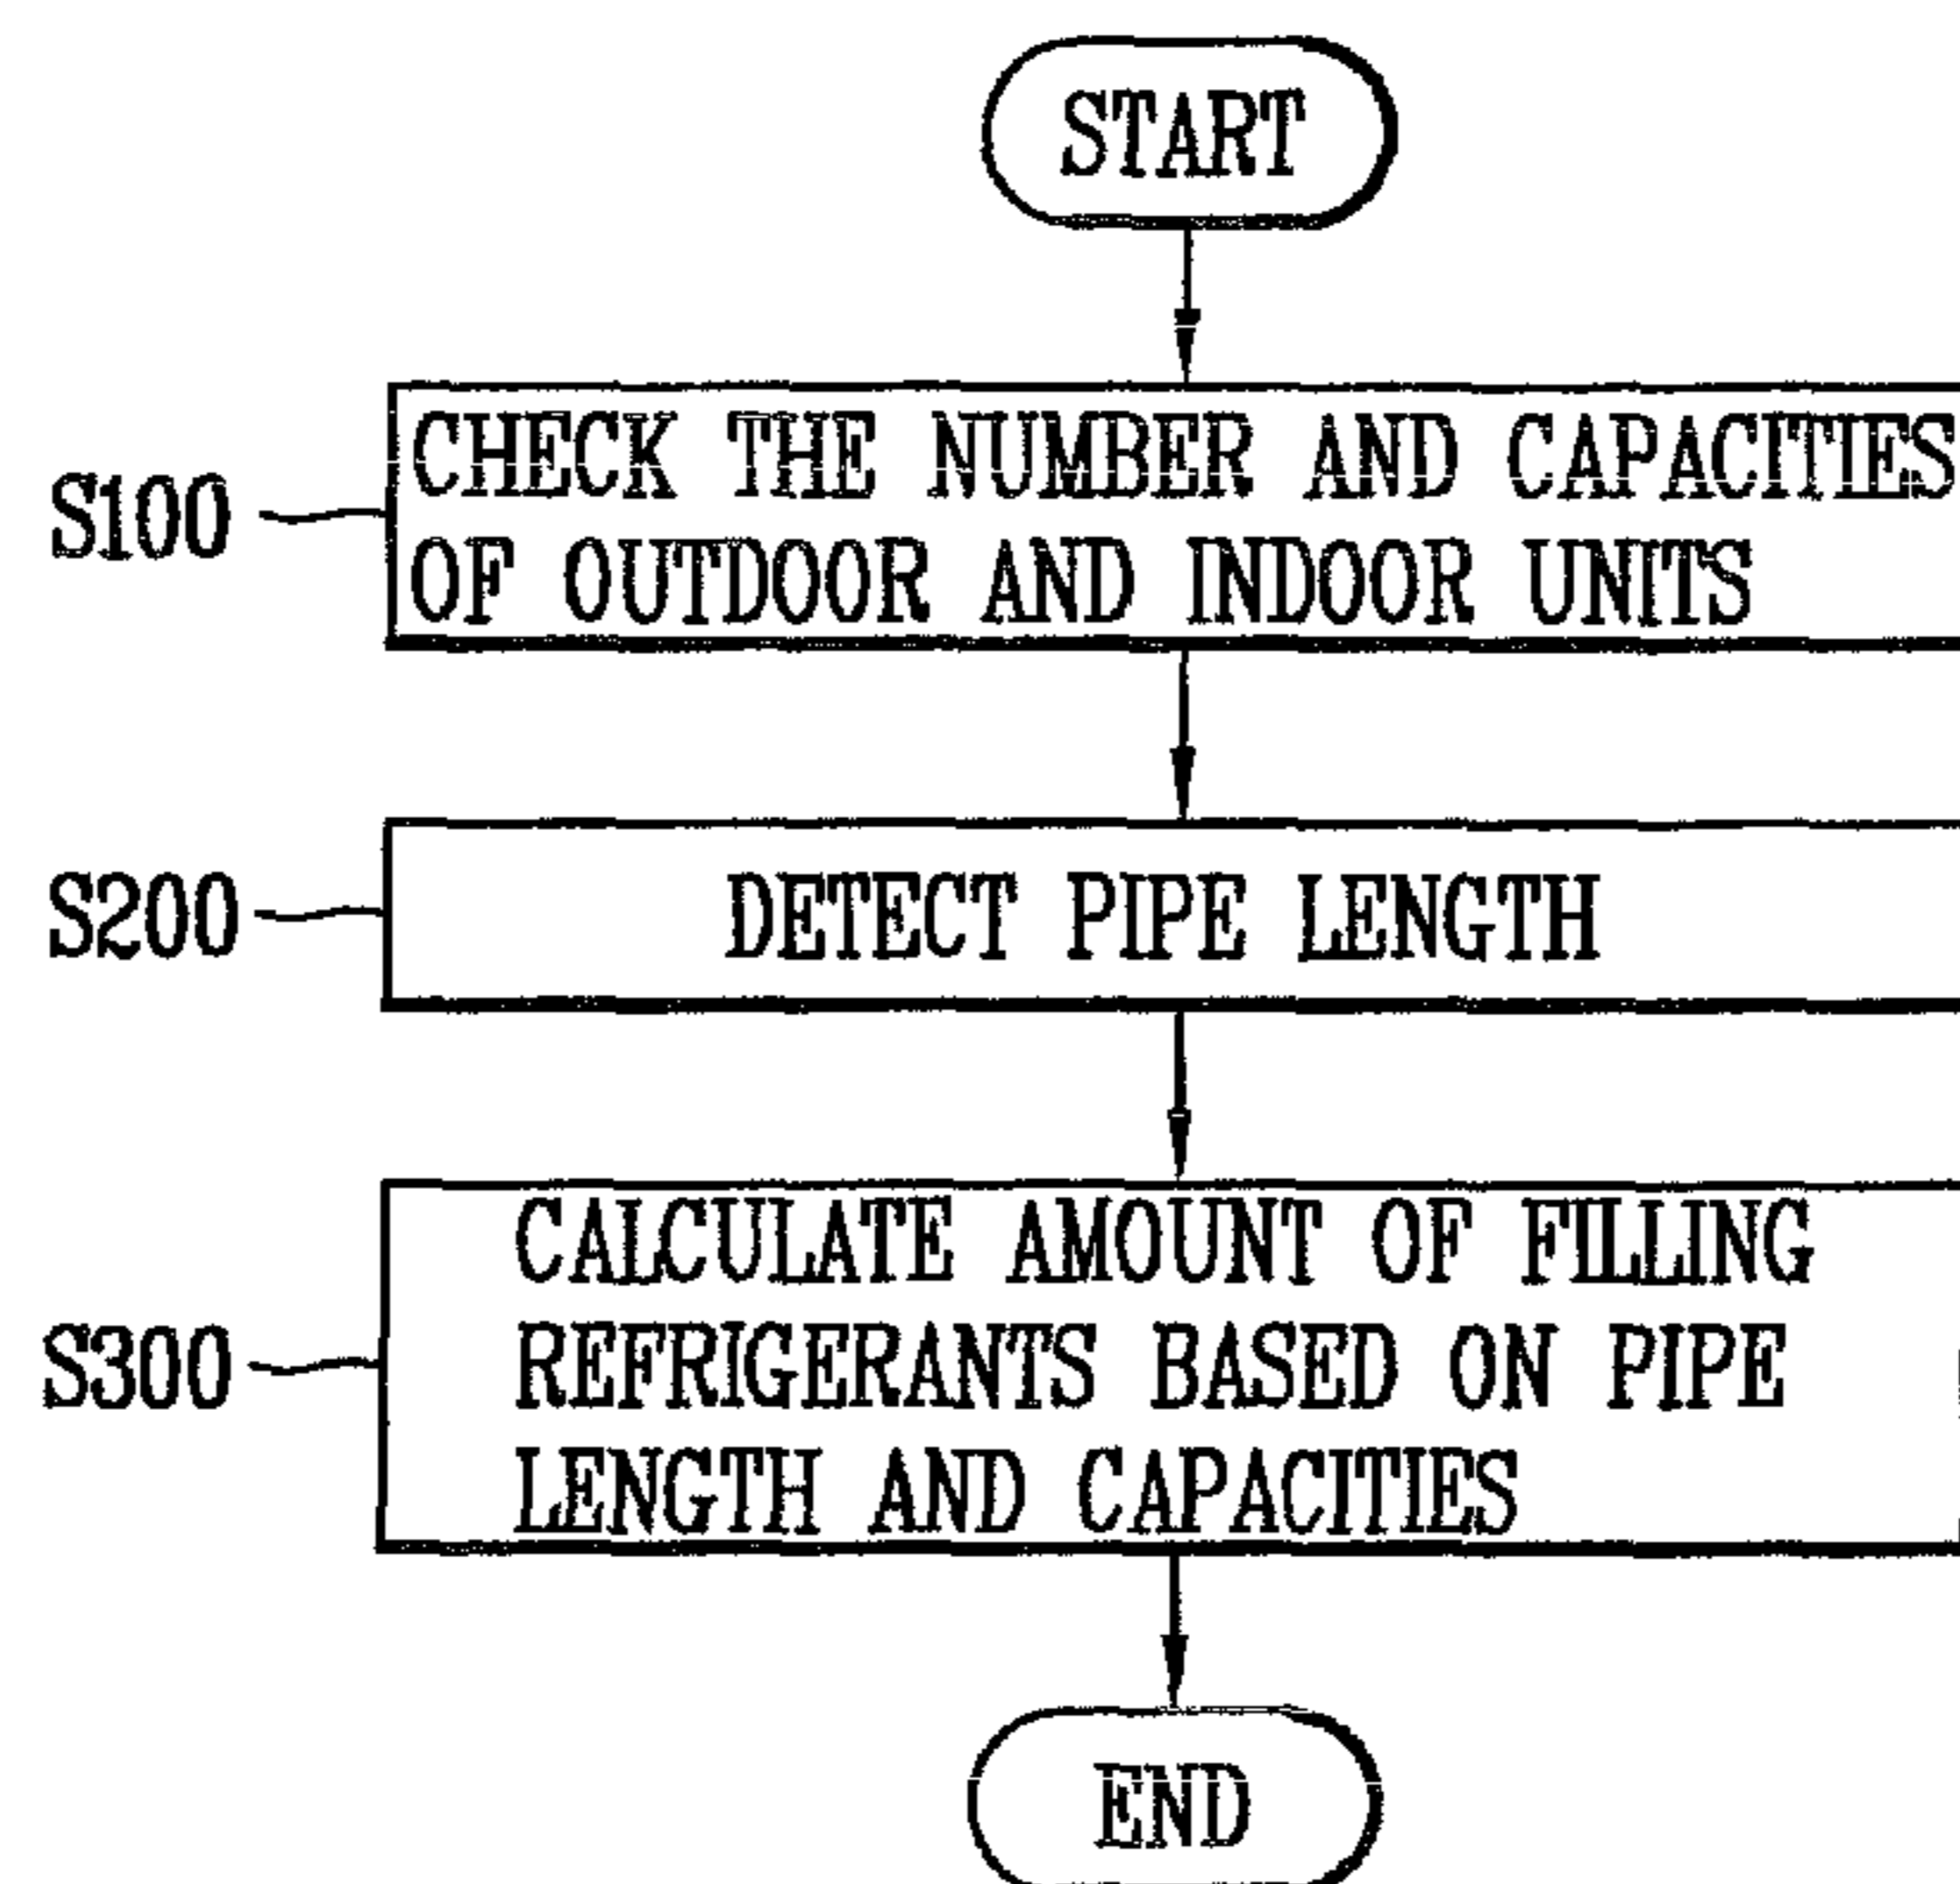 START
S100
CHECK THE NUMBER AND CAPACITIES
OF OUTDOOR AND INDOOR UNITS
S200
DETECT PIPE LENGTH
S300
CALCULATE AMOUNT OF FILLING
REFRIGERANTS BASED ON PIPE
LENGTH AND CAPACITIES
END